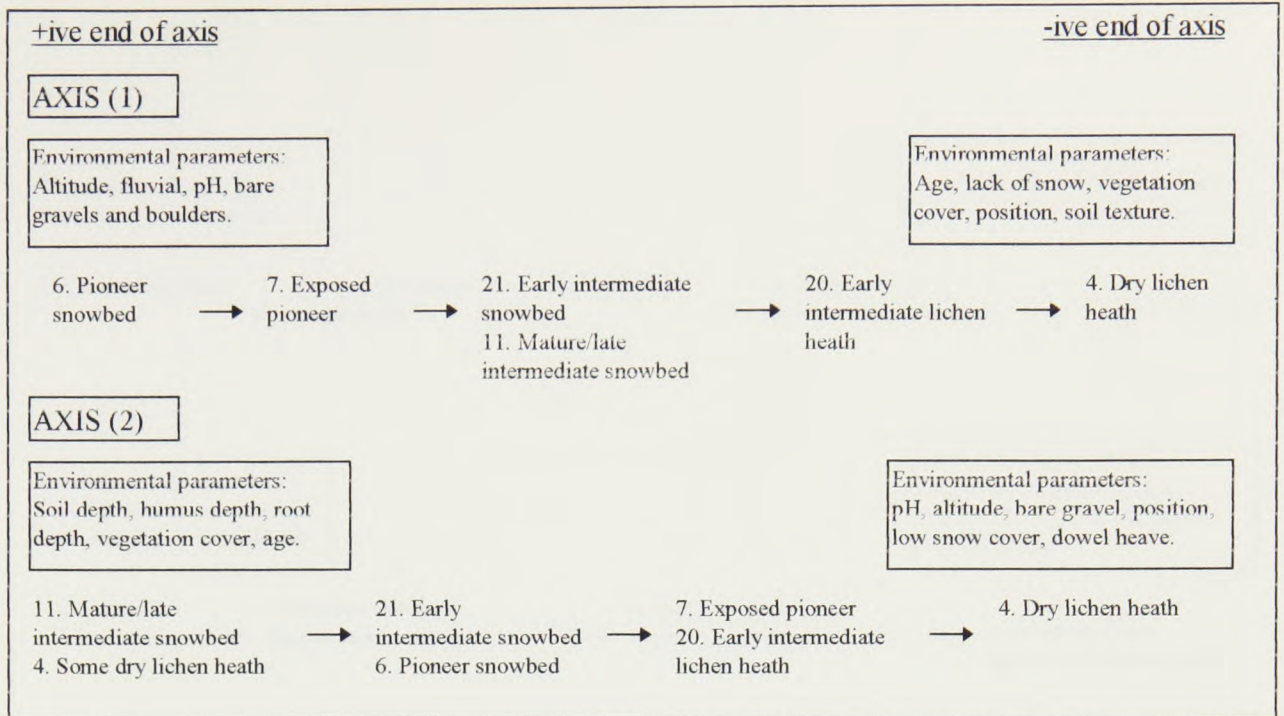 +ive end of axis
-ive end of axis
AXIS (1)
Environmental parameters:
Altitude, fluvial, pH, bare
gravels and boulders.
Environmental parameters:
Age, lack of snow, vegetation
cover, position, soil texture.
6. Pioneer
snowbed
7. Exposed
pioneer
21. Early intermediate
snowbed
11. Mature/late
intermediate snowbed
20. Early
intermediate lichen
heath
4. Dry lichen
heath
AXIS (2)
Environmental parameters:
Soil depth, humus depth, root
depth, vegetation cover, age.
Environmental parameters:
pH, altitude, bare gravel, position,
low snow cover, dowel heave.
11. Mature/late
intermediate snowbed
4. Some dry lichen heath
21. Early
intermediate snowbed
6. Pioneer snowbed
7. Exposed pioneer
20. Early intermediate
lichen heath
4. Dry lichen heath